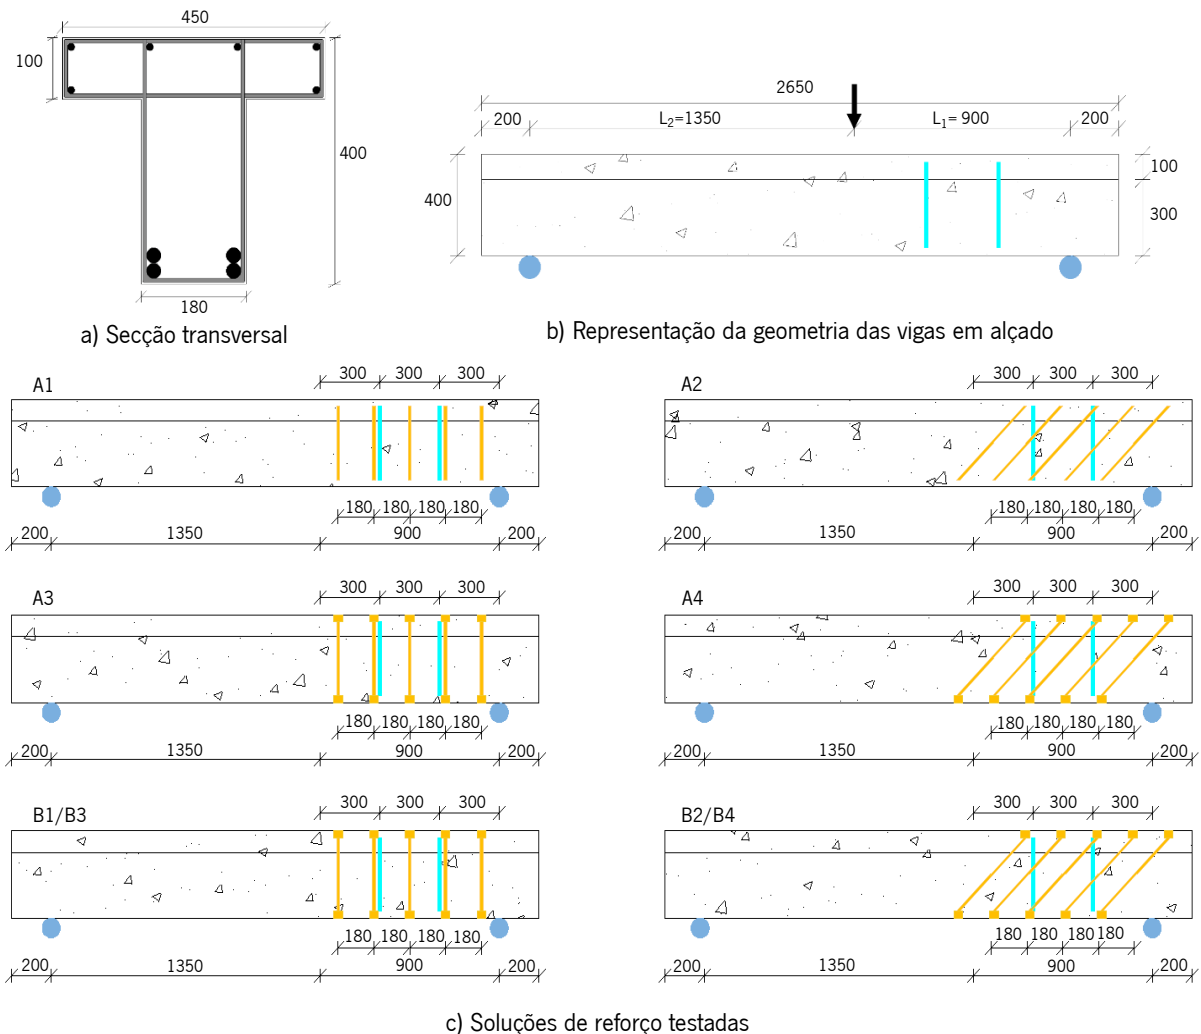 450
100
400
180
a) Secção transversal
2650
200 L₂=1350 L₁= 900 200
400
100
300
b) Representação da geometria das vigas em alçado
A1
300 300 300
180 180 180 180
200 1350 900 200
A2
300 300 300
180 180 180 180
200 1350 900 200
A3
300 300 300
180 180 180 180
200 1350 900 200
A4
300 300 300
180 180 180 180
200 1350 900 200
B1/B3
300 300 300
180 180 180 180
200 1350 900 200
B2/B4
300 300 300
180 180 180 180
200 1350 900 200
c) Soluções de reforço testadas